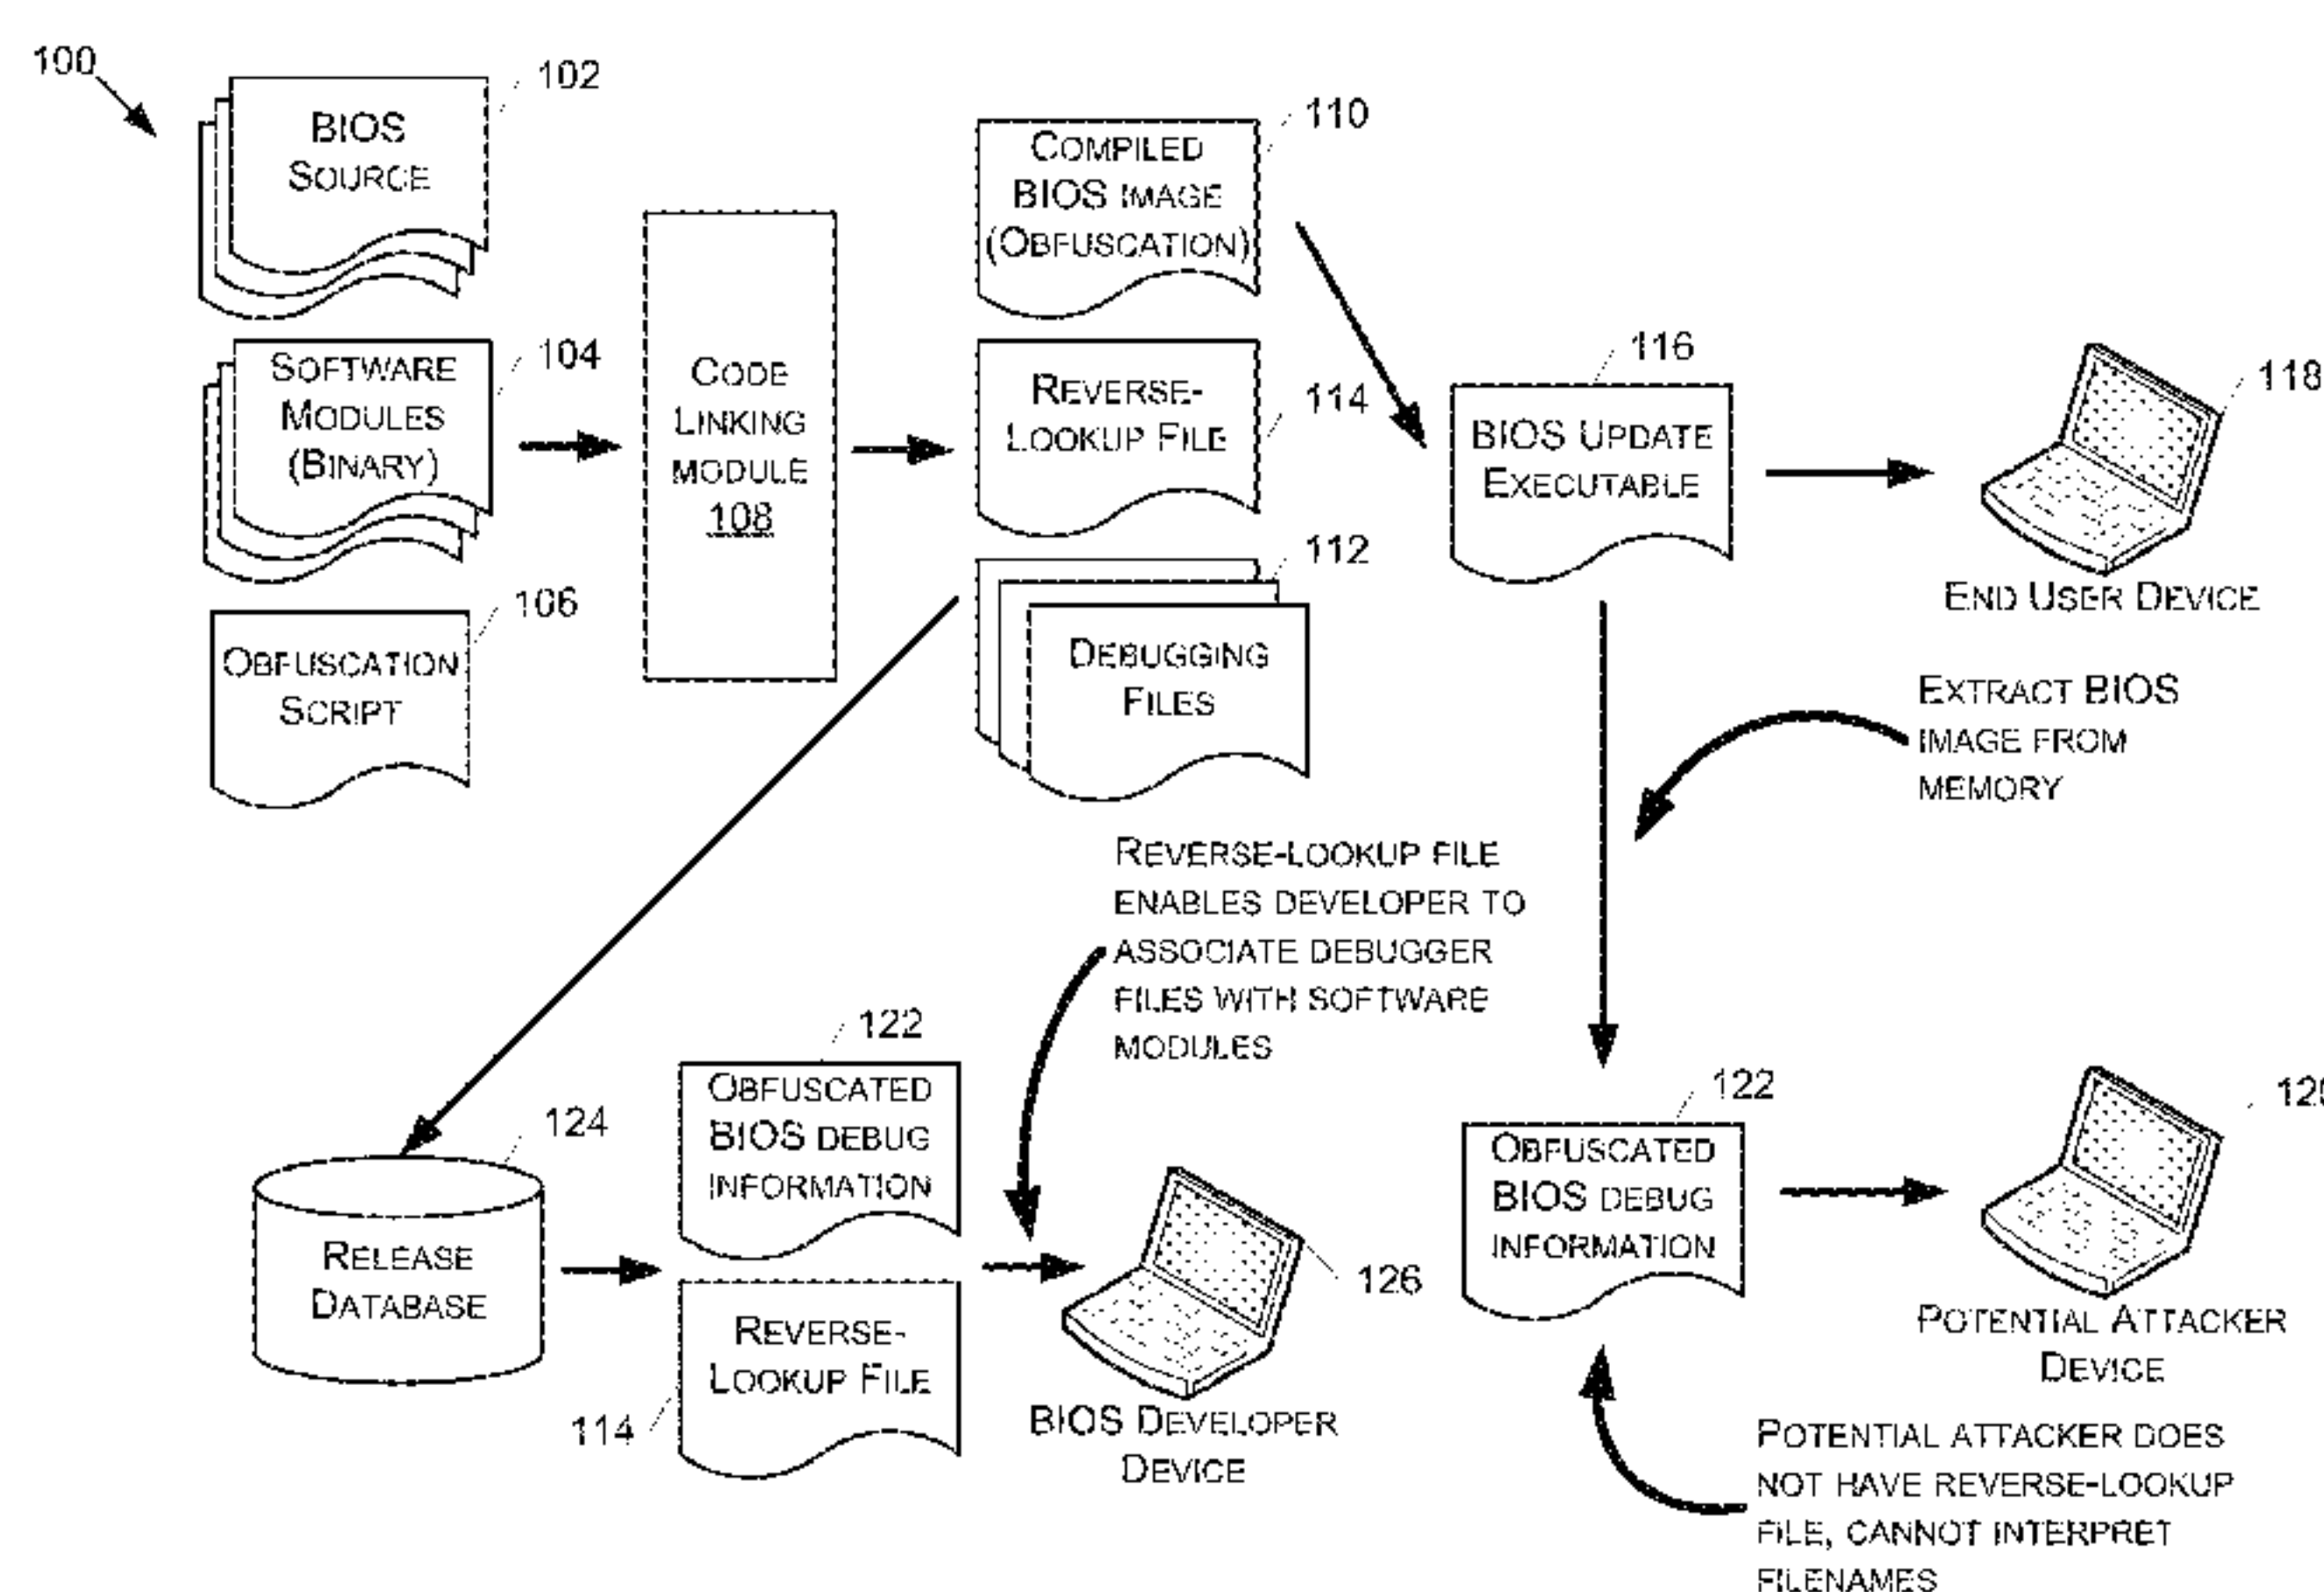 100
102
BIOS
SOURCE
104
SOFTWARE
MODULES
(BINARY)
106
OBFUSCATION
SCRIPT
CODE
LINKING
MODULE
108
110
COMPILED
BIOS IMAGE
(OBFUSCATION)
114
REVERSE-
LOOKUP FILE
112
DEBUGGING
FILES
116
BIOS UPDATE
EXECUTABLE
118
END USER DEVICE
EXTRACT BIOS
IMAGE FROM
MEMORY
REVERSE-LOOKUP FILE
ENABLES DEVELOPER TO
ASSOCIATE DEBUGGER
FILES WITH SOFTWARE
MODULES
124
RELEASE
DATABASE
122
OBFUSCATED
BIOS DEBUG
INFORMATION
REVERSE-
LOOKUP FILE
114
126
BIOS DEVELOPER
DEVICE
122
OBFUSCATED
BIOS DEBUG
INFORMATION
POTENTIAL ATTACKER
DEVICE
POTENTIAL ATTACKER DOES
NOT HAVE REVERSE-LOOKUP
FILE, CANNOT INTERPRET
FILENAMES